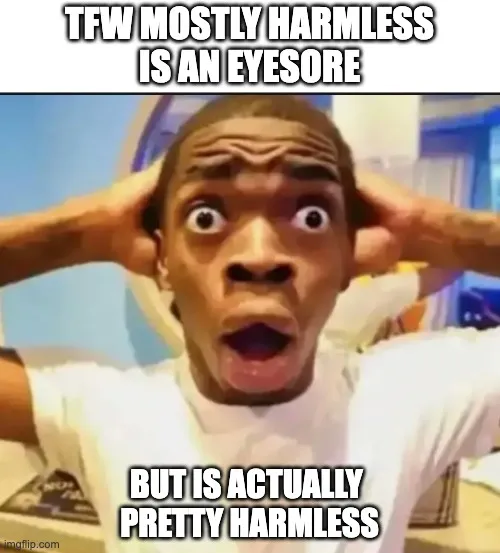 TFW MOSTLY HARMLESS
IS AN EYESORE
BUT IS ACTUALLY
PRETTY HARMLESS
imgflip.com